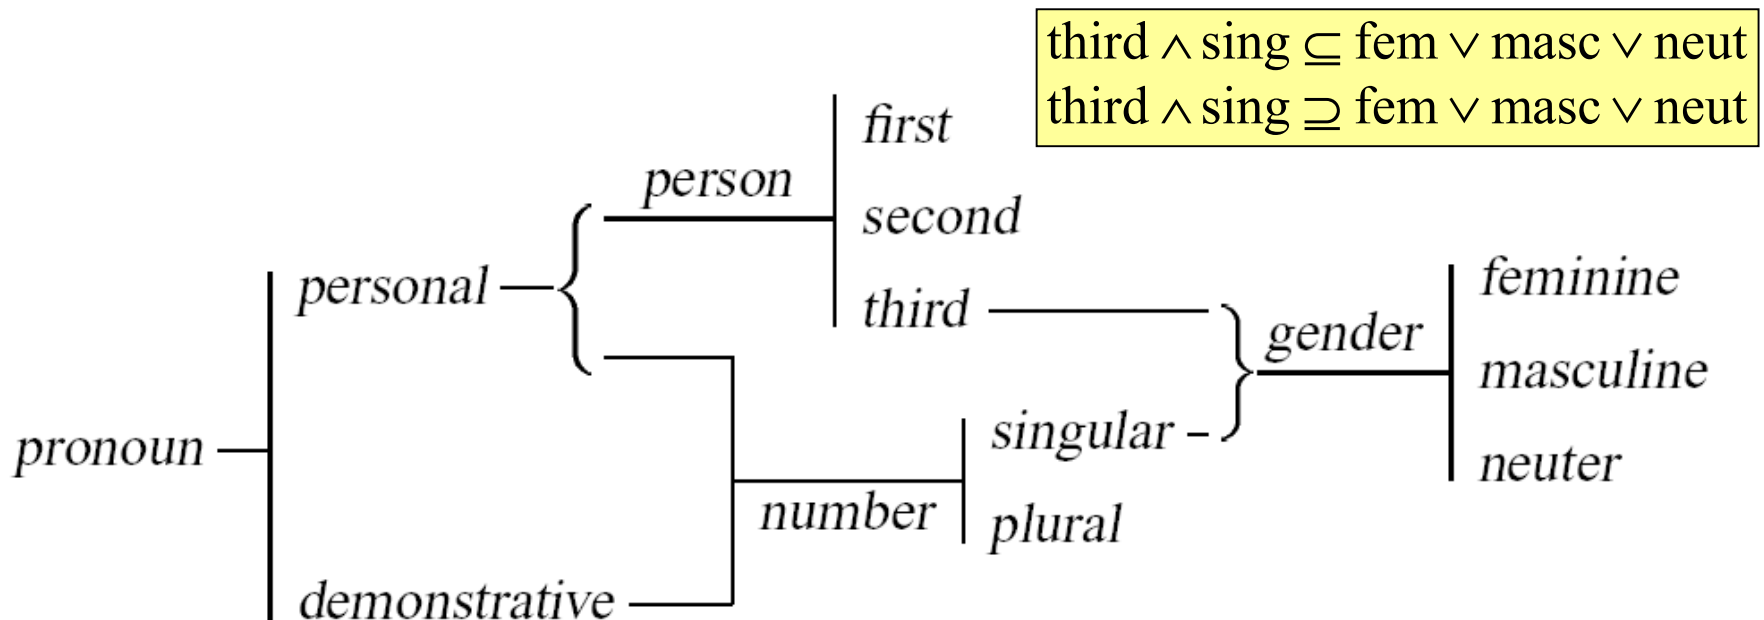 third ∧ sing ⊆ fem ∨ masc ∨ neut
third ∧ sing ⊇ fem ∨ masc ∨ neut
first
person
second
personal
feminine
third
gender
masculine
singular
pronoun
neuter
number
plural
demonstrative